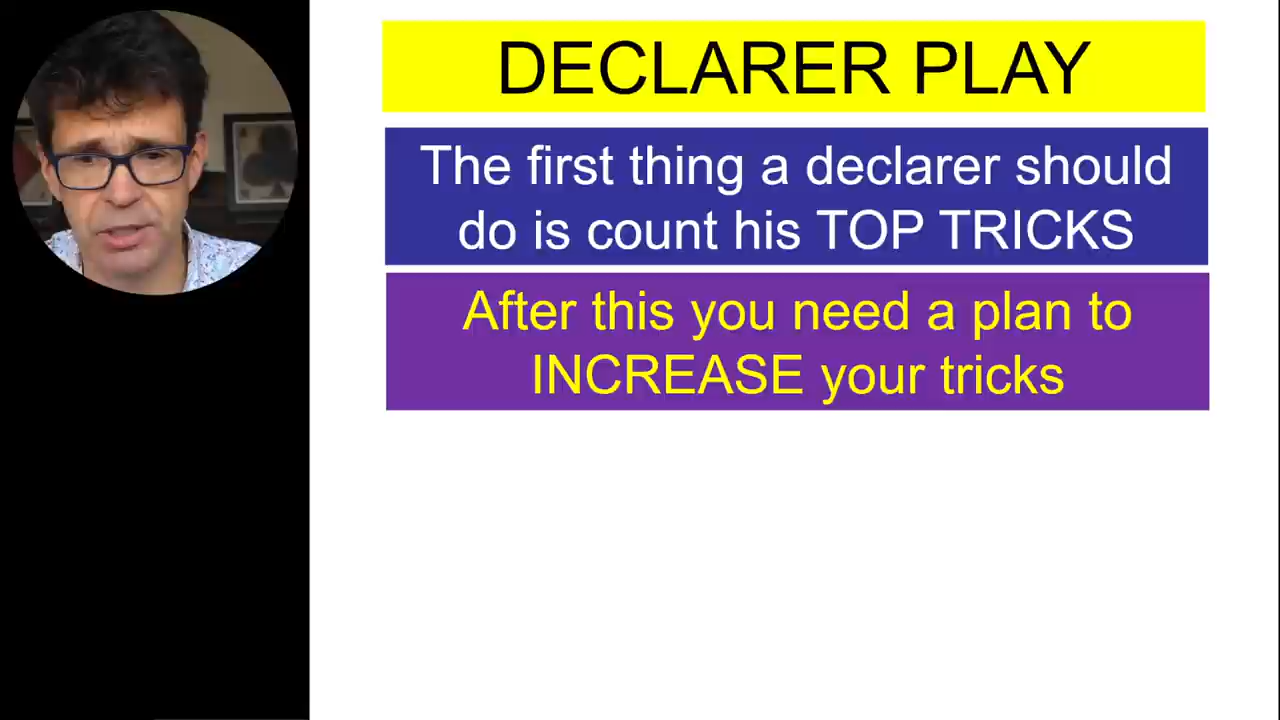 DECLARER PLAY
The first thing a declarer should
do is count his TOP TRICKS
After this you need a plan to
INCREASE your tricks